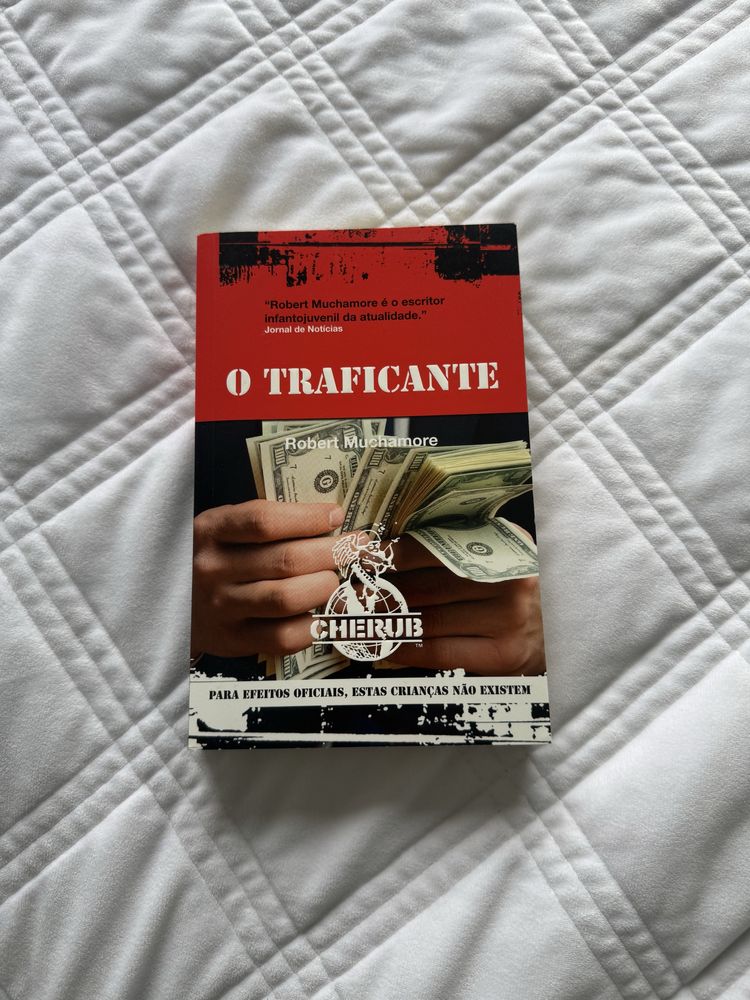 “Robert Muchamore é o escritor
infantojuvenil da atualidade.”
Jornal de Notícias
O TRAFICANTE
Robert Muchamore
CHERUB
TM
PARA EFEITOS OFICIAIS, ESTAS CRIANÇAS NÃO EXISTEM